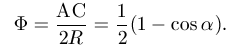 Φ = AC/2R = 1/2(1 − cos α).